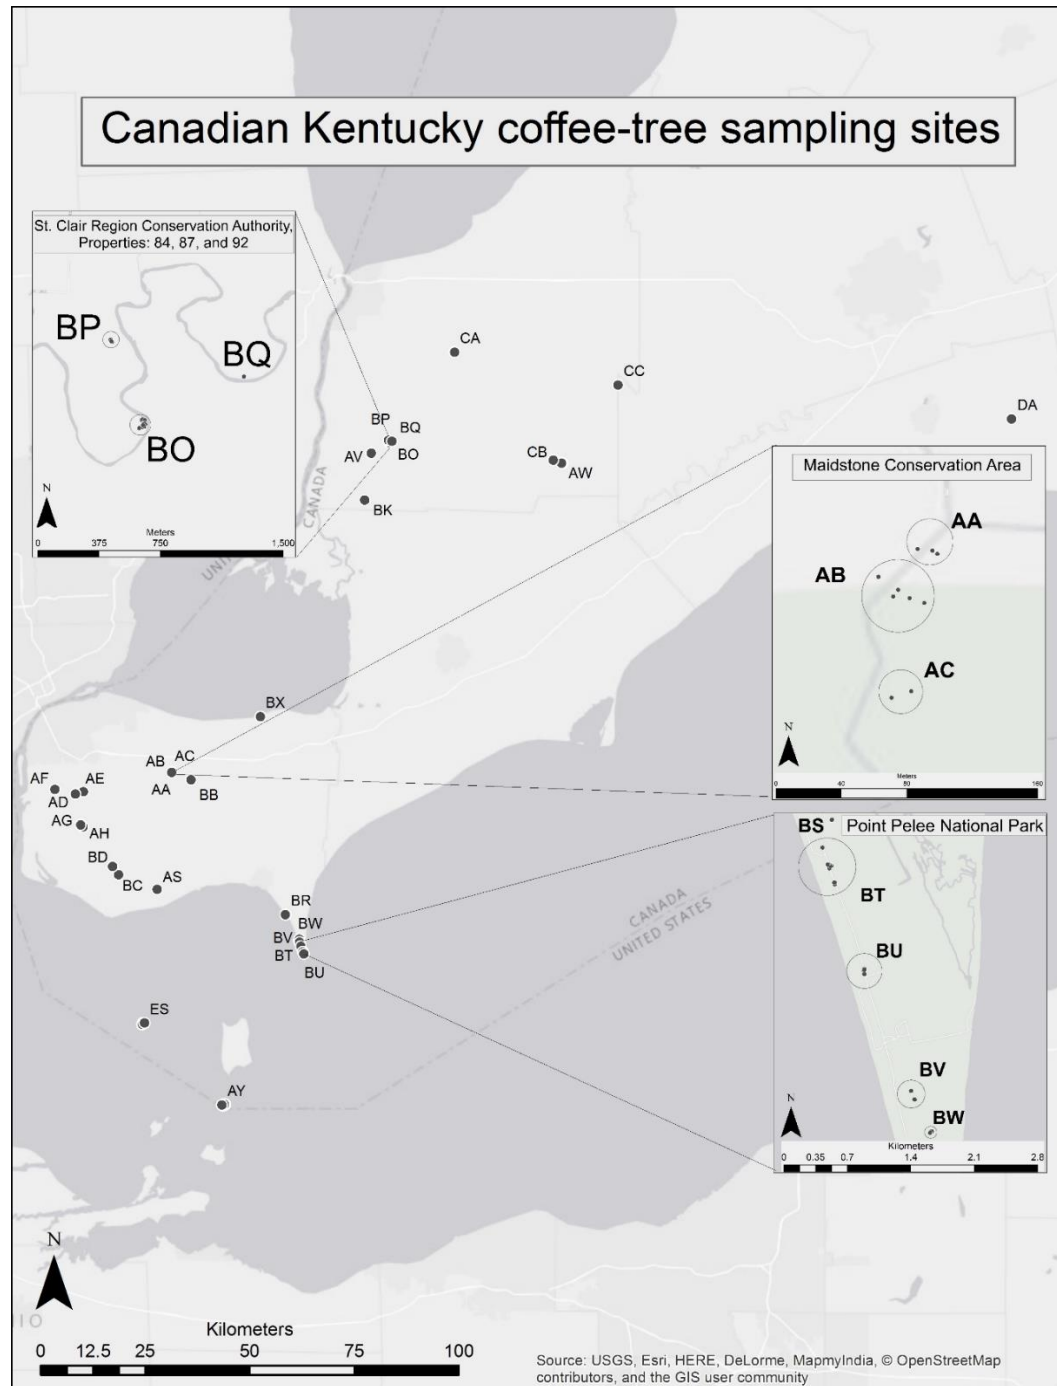 Canadian Kentucky coffee-tree sampling sites
St. Clair Region Conservation Authority,
Properties: 84, 87, and 92
BP
BQ
BO
N
Meters
0 375 750 1,500
CA
CC
DA
BP
BQ
AV
BO
CB
AW
BK
CANADA
Maidstone Conservation Area
AA
AB
AC
N
Meters
0 40 80 160
BX
AB AC
AA
BB
AF
AE
AD
AG
AH
BD
BC
AS
BR
BW
BV
BT
BU
CANADA
UNITED STATES
Point Pelee National Park
BS
BT
BU
BV
BW
N
Kilometers
0 0.35 0.7 1.4 2.1 2.8
ES
AY
N
Kilometers
0 12.5 25 50 75 100
Source: USGS, Esri, HERE, DeLorme, MapmyIndia, © OpenStreetMap
contributors, and the GIS user community